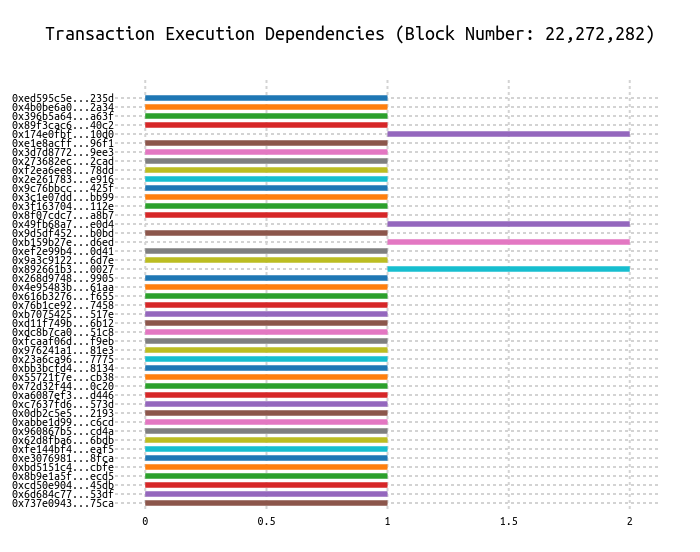 Transaction Execution Dependencies (Block Number: 22,272,282)
0xed595c5e...235d
0x4b0be6a0...2a34
0x396b5a64...a63f
0x89f3cac6...40c2
0x174e0fbf...10d0
0xe1e8acff...96f1
0x3d7d8772...9ee3
0x273682ec...2cad
0xf2ea6ee8...78dd
0x2e261783...e916
0x9c76bbcc...425f
0x3c1e07dd...bb99
0x3f163704...112e
0x8f07cdc7...a8b7
0x49fb68a7...e0d4
0x9d5df452...b0bd
0xb159b27e...d6ed
0xef2e99b4...0d41
0x9a3c9122...6d7e
0x892661b3...0027
0x268d9748...9905
0x4e95483b...61aa
0x616b3276...f655
0x76b1ce92...7458
0xb7075425...517e
0xd11f749b...6b12
0xdc8b7ca0...51c8
0xfcaaf06d...f9eb
0x976241a1...81e3
0x23a6ca96...7775
0xbb3bcfd4...8134
0x55721f7e...cb38
0x72d32f44...0c20
0xa6087ef3...d446
0xc7637fd6...573d
0x0db2c5e5...2193
0xabbe1d99...c6cd
0x960867b5...cd4a
0x62d8fba6...6bdb
0xfe144bf4...eaf5
0xe3076981...8fca
0xbd5151c4...cbfe
0x8b9e1a5f...ecd5
0xcd50e904...45db
0x6d684c77...53df
0x737e0943...75ca
0 0.5 1 1.5 2